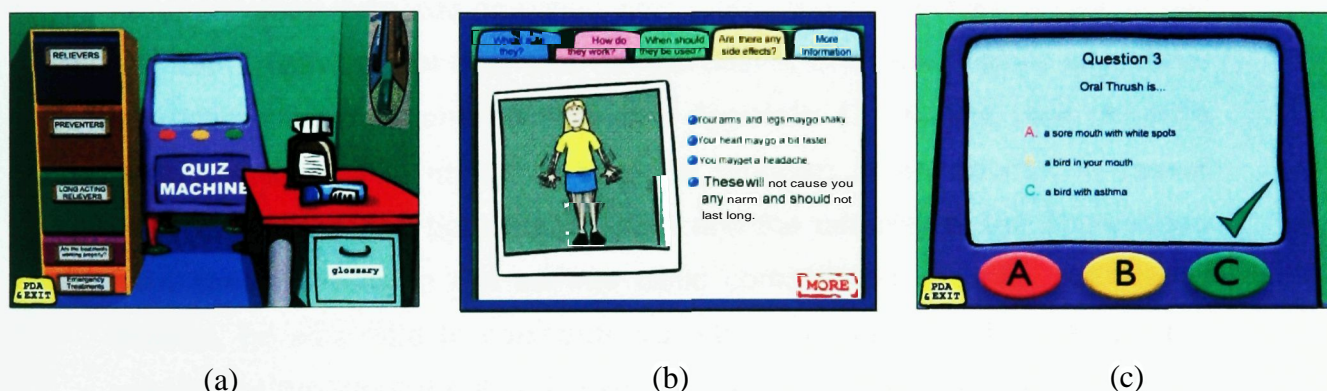 RELIEVERS
PREVENTERS
LONG ACTING
RELIEVERS
Are the treatments
working properly?
Emergency
Treatments
PDA
& EXIT
QUIZ
MACHINE
glossary
they?
How do
they work?
When should
they be used?
Are there any
side effects?
More
Information
Your arms and legs may go shaky
Your heart may go a bit faster
You may get a headache
These will not cause you
any narm and should not
last long.
MORE
Question 3
Oral Thrush is...
A. a sore mouth with white spots
B. a bird in your mouth
C. a bird with asthma
PDA
& EXIT
A
B
C
(a)
(b)
(c)